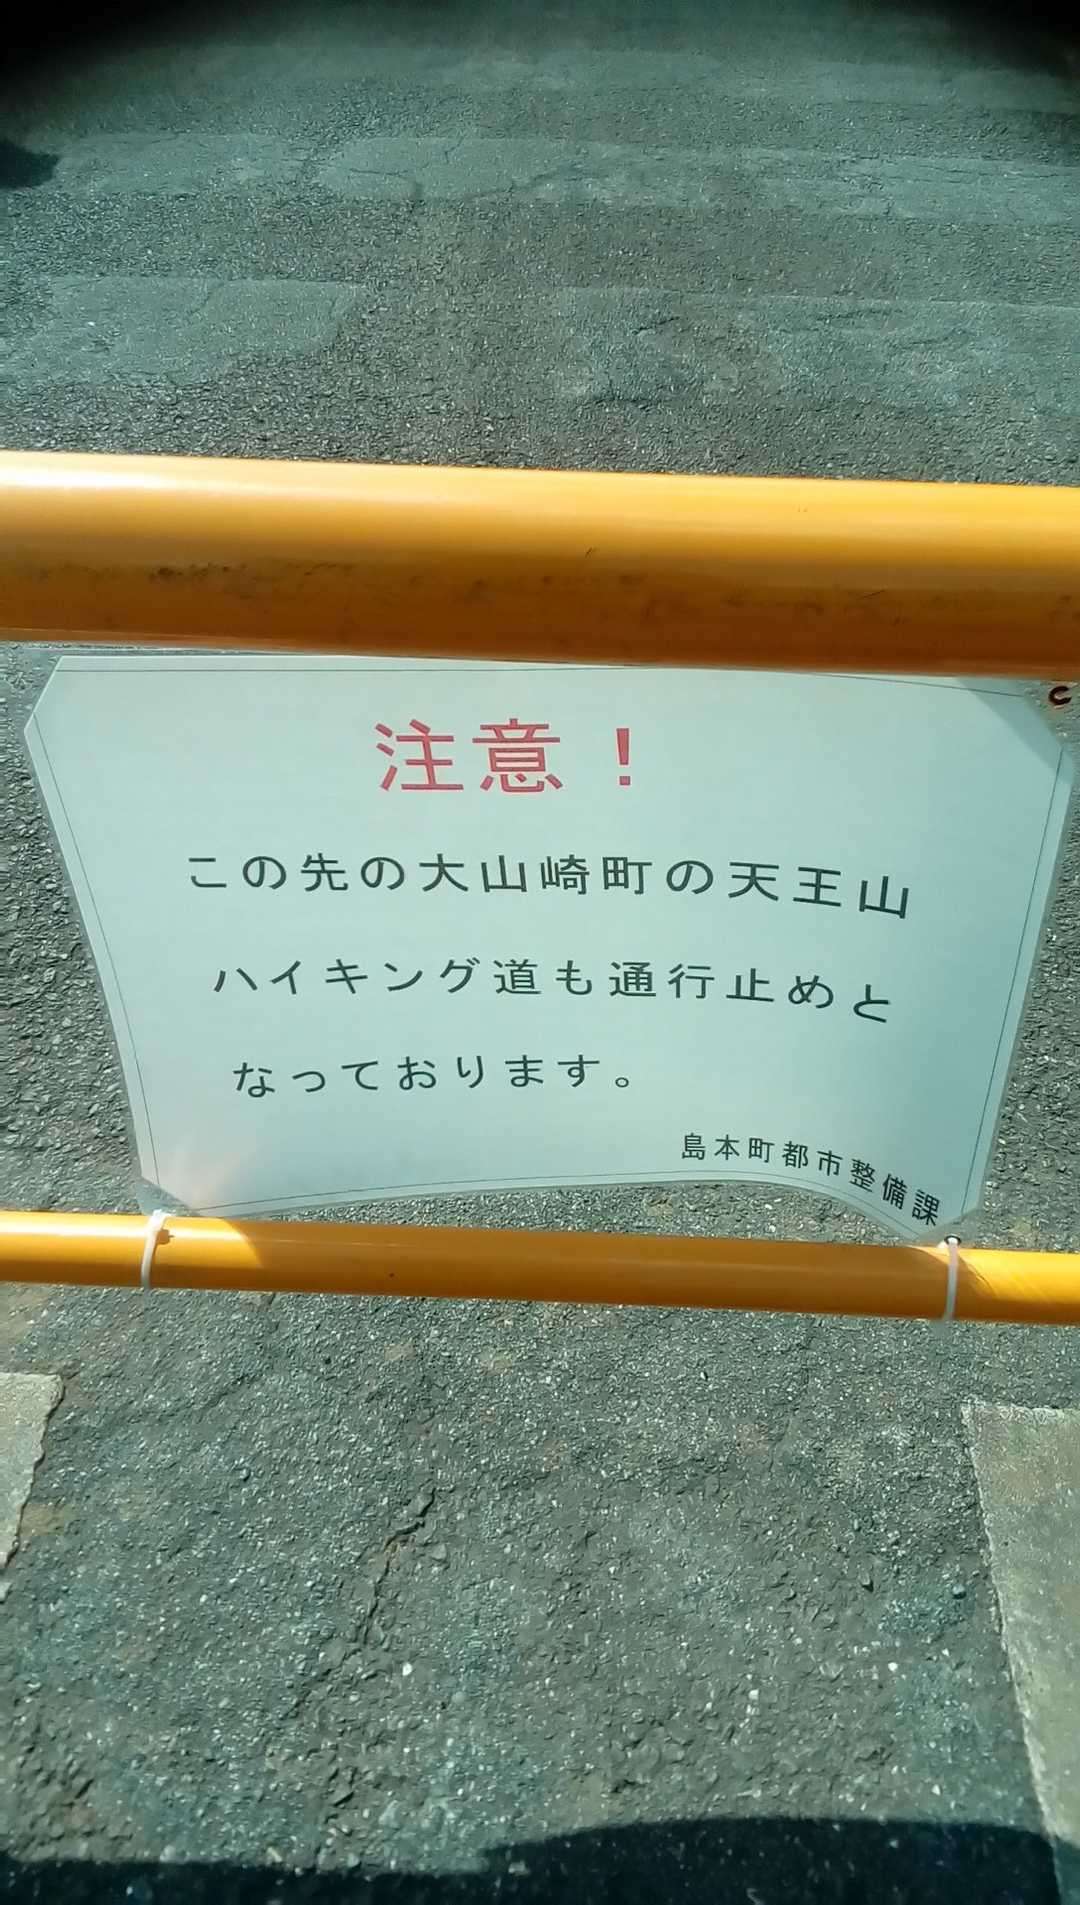 注意！
この先の大山崎町の天王山
ハイキング道も通行止めと
なっております。
島本町都市整備課